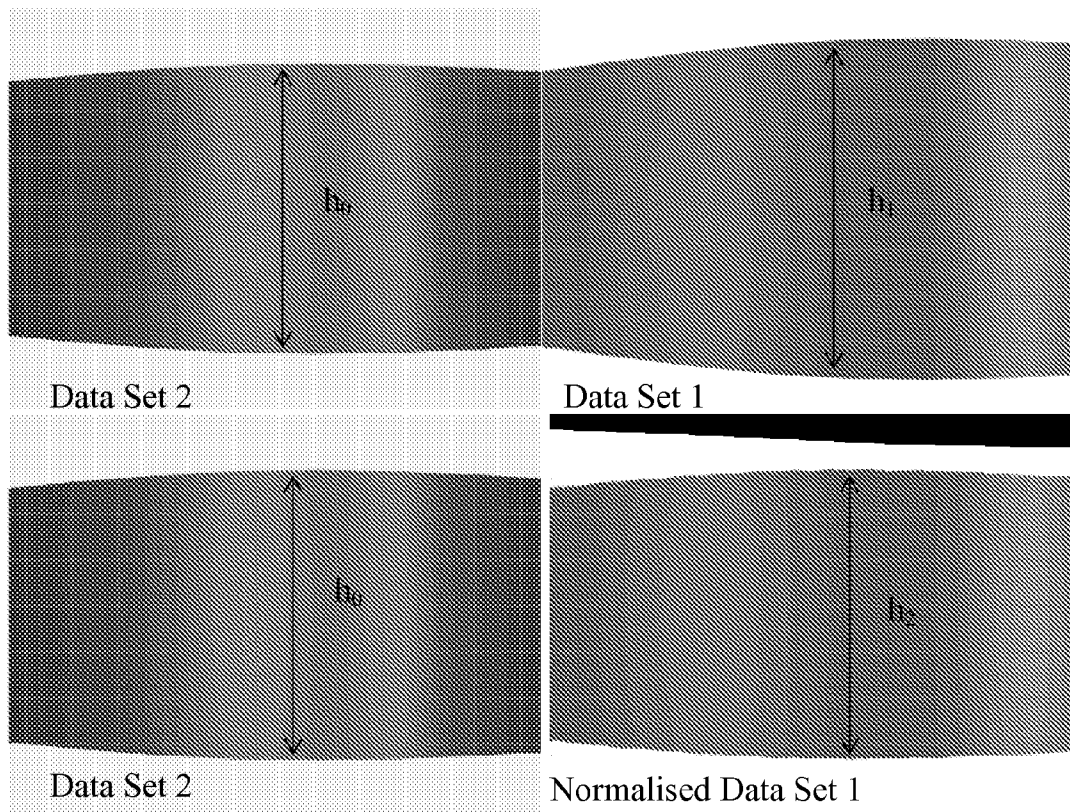 h₀
h₁
Data Set 2
Data Set 1
h₀
h₂
Data Set 2
Normalised Data Set 1